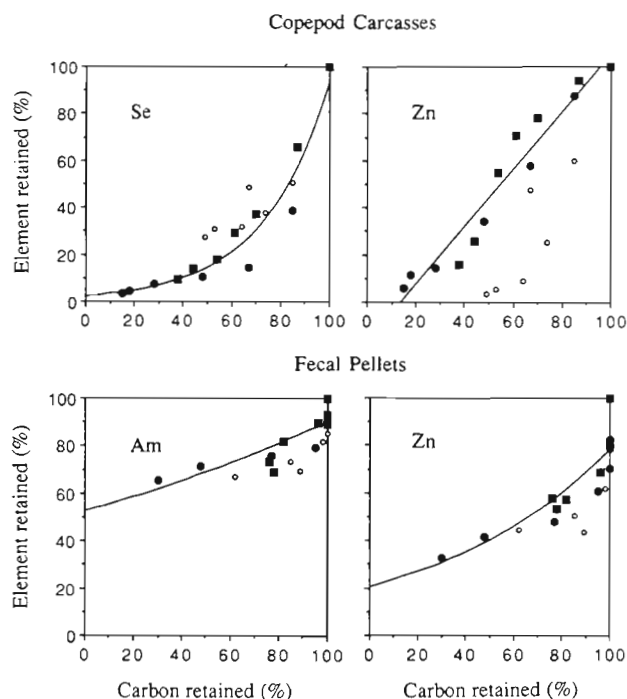 Copepod Carcasses
Element retained (%)
100
80
60
40
20
0
Se
0 20 40 60 80 100
Zn
0 20 40 60 80 100
Fecal Pellets
Element retained (%)
100
80
60
40
20
0
Am
0 20 40 60 80 100
Carbon retained (%)
Zn
0 20 40 60 80 100
Carbon retained (%)